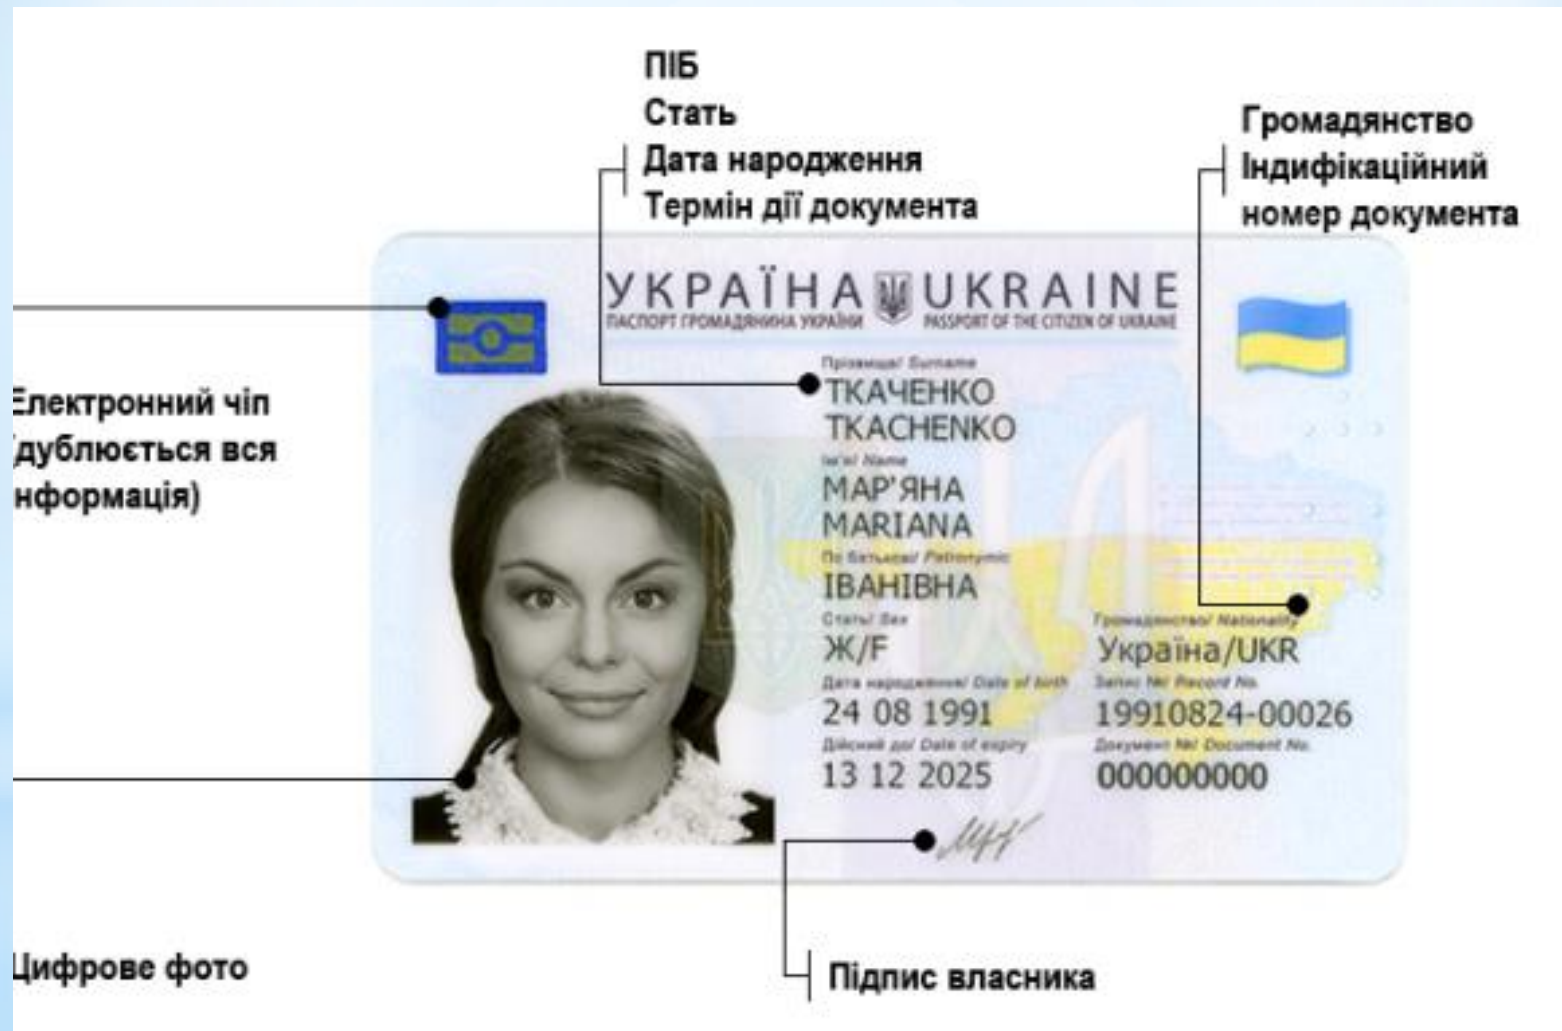 ПІБ
Стать
Дата народження
Термін дії документа
Громадянство
Індифікаційний
номер документа
Електронний чіп
(дублюється вся
інформація)
Цифрове фото
УКРАЇНА UKRAINE
ПАСПОРТ ГРОМАДЯНИНА УКРАЇНИ PASSPORT OF THE CITIZEN OF UKRAINE
Прізвище/ Surname
ТКАЧЕНКО
TKACHENKO
Ім'я/ Name
МАР'ЯНА
MARIANA
По батькові/ Patronymic
ІВАНІВНА
Стать/ Sex
Ж/F
Громадянство/ Nationality
Україна/UKR
Дата народження/ Date of birth
24 08 1991
Запис №/ Record No.
19910824-00026
Дійсний до/ Date of expiry
13 12 2025
Документ №/ Document No.
000000000
Підпис власника